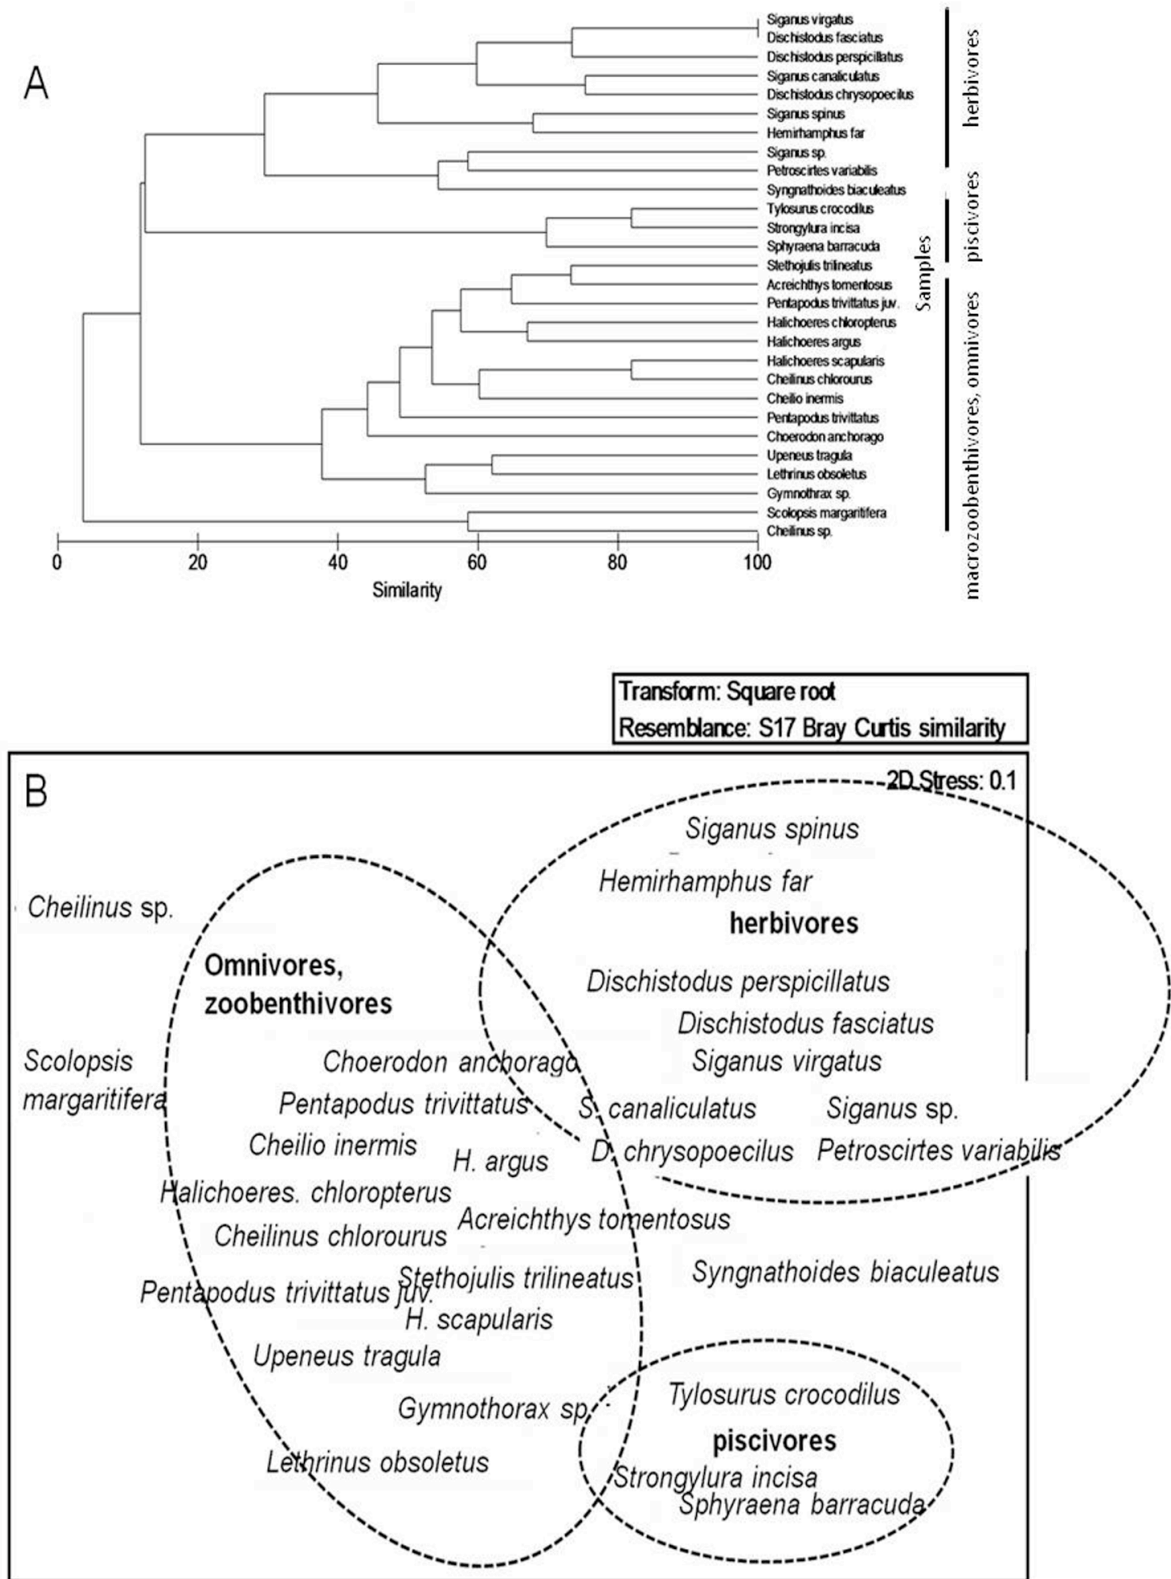 A
Siganus virgatus
Dischistodus fasciatus
Dischistodus perspicillatus
Siganus canaliculatus
Dischistodus chrysopoecilus
Siganus spinus
Hemirhamphus far
Siganus sp.
Petroscirtes variabilis
Syngnathoides biaculeatus
Tylosurus crocodilus
Strongylura incisa
Sphyraena barracuda
Stethojulis trilineatus
Acreichthys tomentosus
Pentapodus trivittatus juv.
Halichoeres chloropterus
Halichoeres argus
Halichoeres scapularis
Cheilinus chlorourus
Cheilio inermis
Pentapodus trivittatus
Choerodon anchorago
Upeneus tragula
Lethrinus obsoletus
Gymnothrax sp.
Scolopsis margaritifera
Cheilinus sp.
Samples
herbivores
piscivores
macrozoobenthivores, omnivores
0 20 40 60 80 100
Similarity
Transform: Square root
Resemblance: S17 Bray Curtis similarity
B
2D Stress: 0.1
Siganus spinus
Hemirhamphus far
herbivores
Cheilinus sp.
Omnivores,
zoobenthivores
Dischistodus perspicillatus
Dischistodus fasciatus
Scolopsis
margaritifera
Choerodon anchorago
Siganus virgatus
Pentapodus trivittatus
S. canaliculatus
Siganus sp.
Cheilio inermis
H. argus
D. chrysopoecilus
Petroscirtes variabilis
Halichoeres. chloropterus
Acreichthys tomentosus
Cheilinus chlorourus
Syngnathoides biaculeatus
Pentapodus trivittatus juv.
Stethojulis trilineatus
H. scapularis
Upeneus tragula
Tylosurus crocodilus
Gymnothorax sp.
piscivores
Lethrinus obsoletus
Strongylura incisa
Sphyraena barracuda